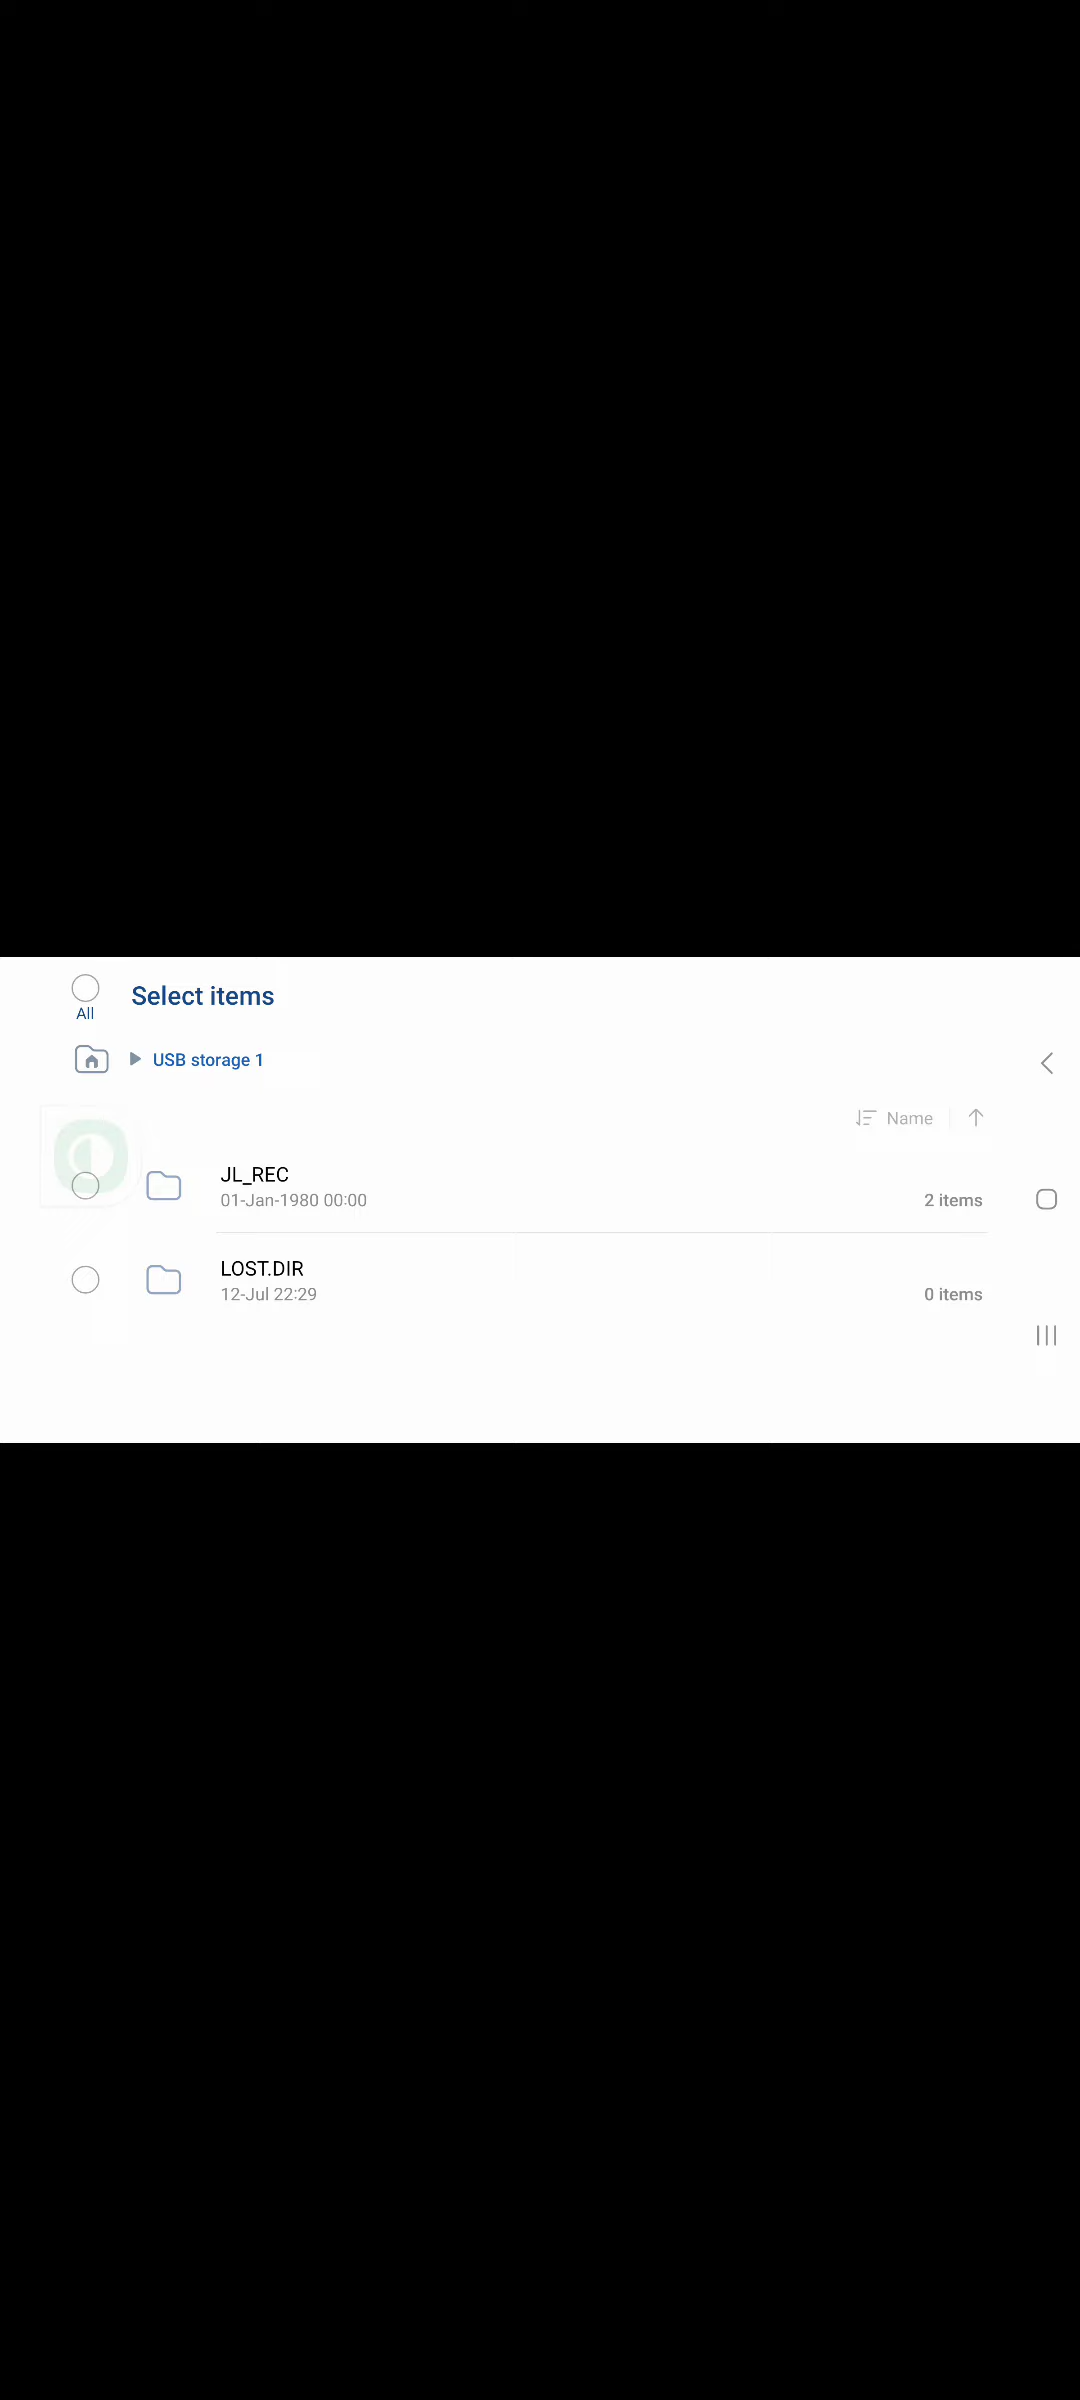 Select items
All
USB storage 1
Name
JL_REC
01-Jan-1980 00:00
2 items
LOST.DIR
12-Jul 22:29
0 items